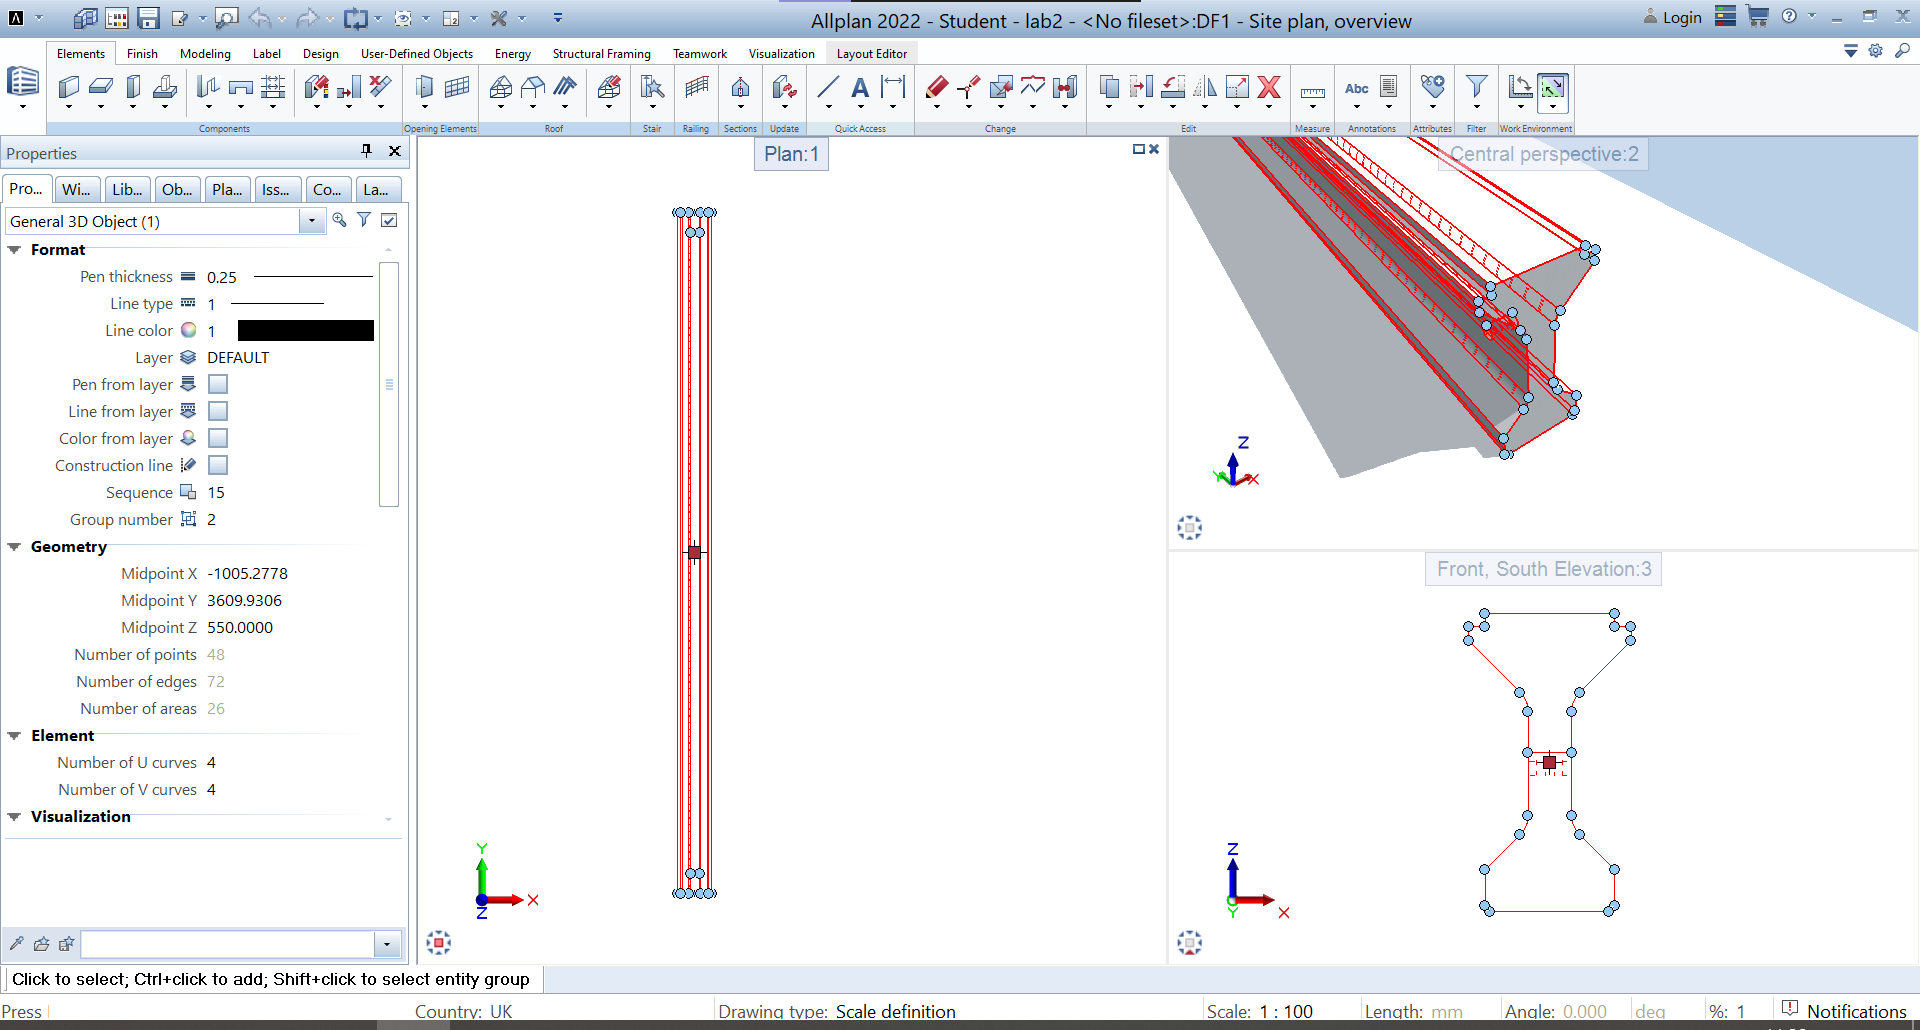 Allplan 2022 - Student - lab2 - <No fileset>:DF1 - Site plan, overview
Login
Elements Finish Modeling Label Design User-Defined Objects Energy Structural Framing Teamwork Visualization Layout Editor
A Abc
Components Opening Elements Roof Stair Railing Sections Update Quick Access Change Edit Measure Annotations Attributes Filter Work Environment
Properties
Pro... Wi... Lib... Ob... Pla... Iss... Co... La...
General 3D Object (1)
Format
Pen thickness 0.25
Line type 1
Line color 1
Layer DEFAULT
Pen from layer
Line from layer
Color from layer
Construction line
Sequence 15
Group number 2
Geometry
Midpoint X -1005.2778
Midpoint Y 3609.9306
Midpoint Z 550.0000
Number of points 48
Number of edges 72
Number of areas 26
Element
Number of U curves 4
Number of V curves 4
Visualization
Plan:1
Y
X
Z
Central perspective:2
Z
Y
X
Front, South Elevation:3
Z
Y
X
Click to select; Ctrl+click to add; Shift+click to select entity group
Press
Country: UK
Drawing type: Scale definition
Scale: 1 : 100
Length: mm
Angle: 0.000 deg
%: 1
Notifications